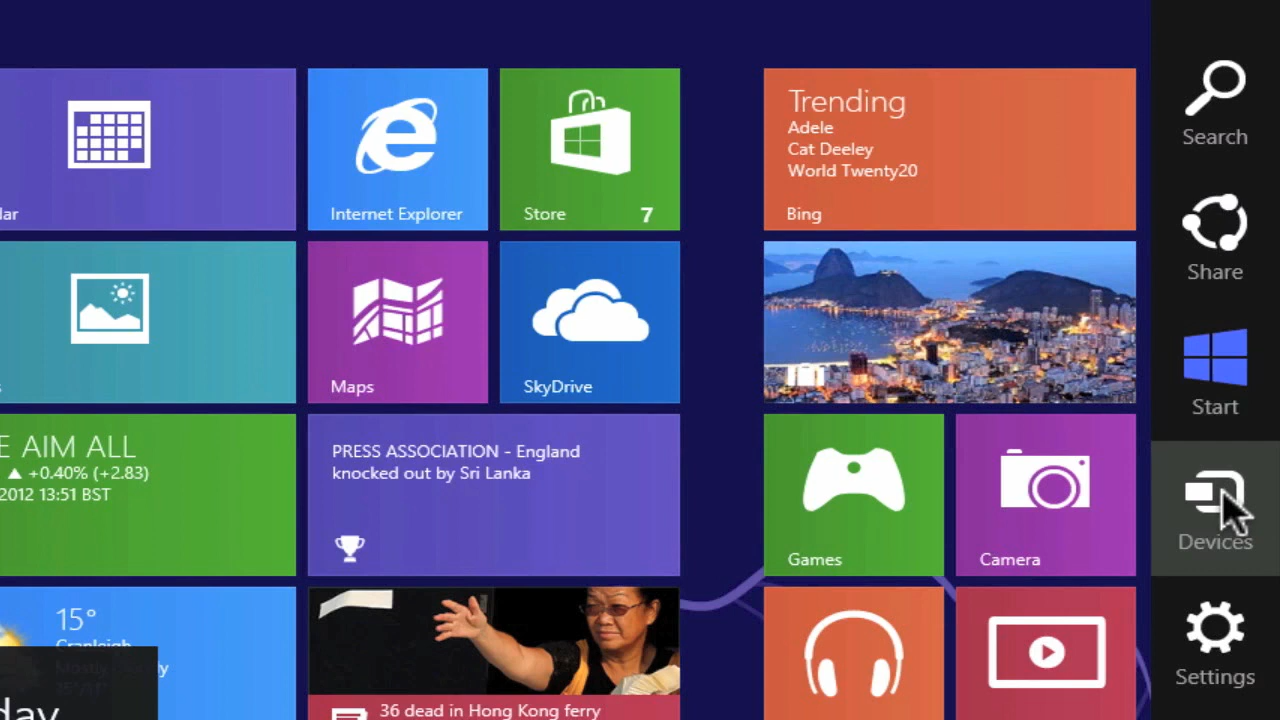 lar
Internet Explorer
Store 7
Maps
SkyDrive
E AIM ALL
▲ +0.40% (+2.83)
2012 13:51 BST
PRESS ASSOCIATION - England
knocked out by Sri Lanka
15°
Cranleigh
day
36 dead in Hong Kong ferry
Trending
Adele
Cat Deeley
World Twenty20
Bing
Games
Camera
Search
Share
Start
Devices
Settings